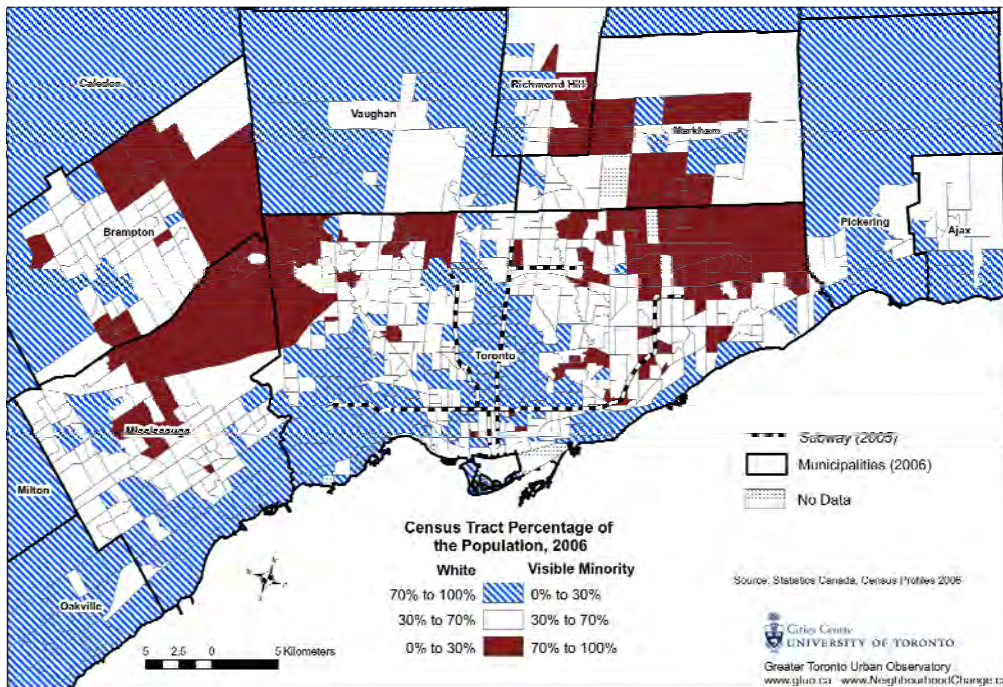 Caledon
Richmond Hill
Vaughan
Markham
Brampton
Pickering
Ajax
Toronto
Mississauga
Milton
Oakville
Subway (2005)
Municipalities (2006)
No Data
Census Tract Percentage of
the Population, 2006
White Visible Minority
70% to 100% 0% to 30%
30% to 70% 30% to 70%
0% to 30% 70% to 100%
5 2.5 0 5 Kilometers
Source: Statistics Canada, Census Profiles 2006
Cities Centre
UNIVERSITY OF TORONTO
Greater Toronto Urban Observatory
www.gtuo.ca www.NeighbourhoodChange.c